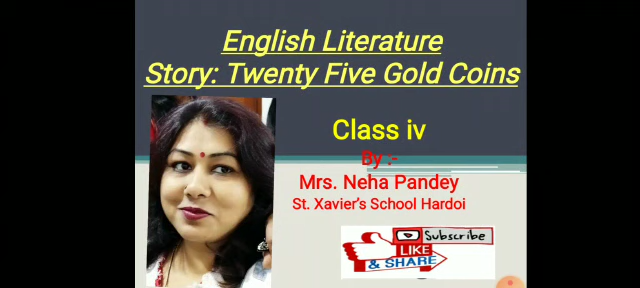 English Literature
Story: Twenty Five Gold Coins
Class iv
By :-
Mrs. Neha Pandey
St. Xavier's School Hardoi
Subscribe
LIKE
& SHARE